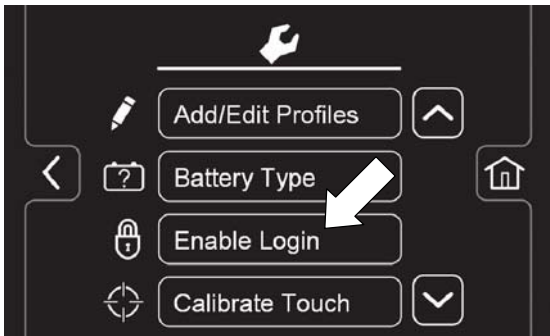 Add/Edit Profiles
Battery Type
Enable Login
Calibrate Touch